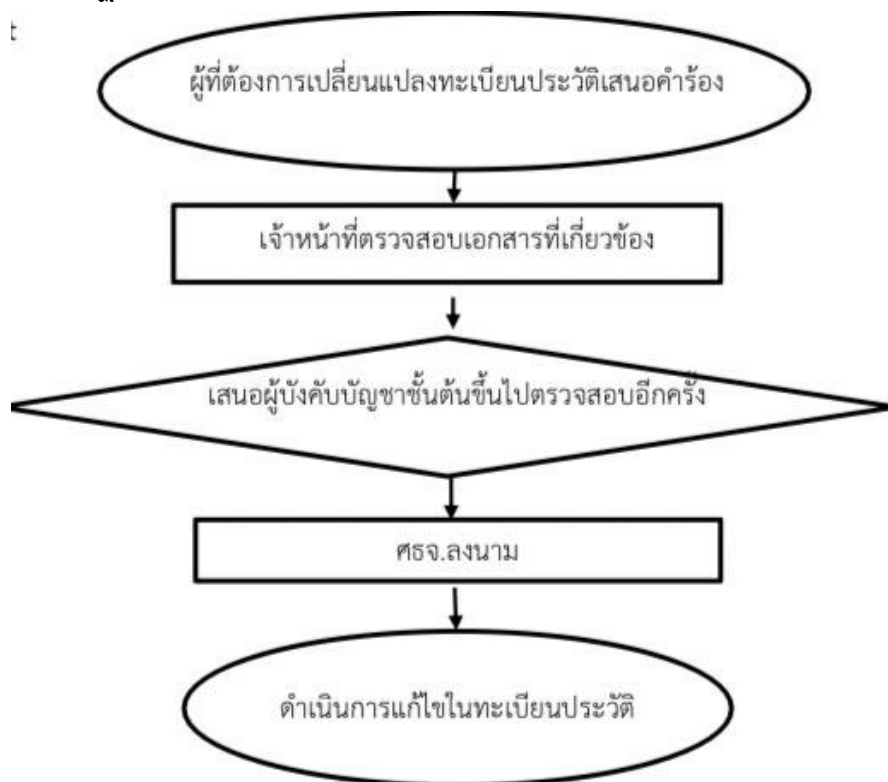 t
ผู้ที่ต้องการเปลี่ยนแปลงทะเบียนประวัติเสนอคำร้อง
เจ้าหน้าที่ตรวจสอบเอกสารที่เกี่ยวข้อง
เสนอผู้บังคับบัญชาชั้นต้นขึ้นไปตรวจสอบอีกครั้ง
ศธจ.ลงนาม
ดำเนินการแก้ไขในทะเบียนประวัติ